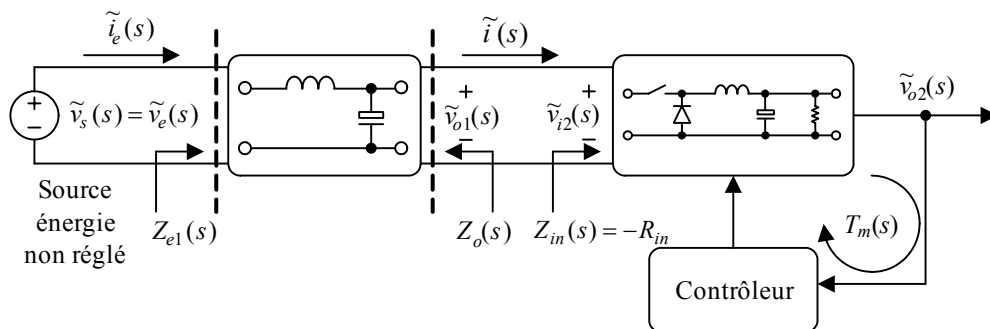 ĩₑ(s)
ĩ(s)
ṽₛ(s) = ṽₑ(s)
ṽₒ₁(s)
ṽᵢ₂(s)
ṽₒ₂(s)
Source
énergie
non réglé
Zₑ₁(s)
Zₒ(s)
Zᵢₙ(s) = −Rᵢₙ
Tₘ(s)
Contrôleur